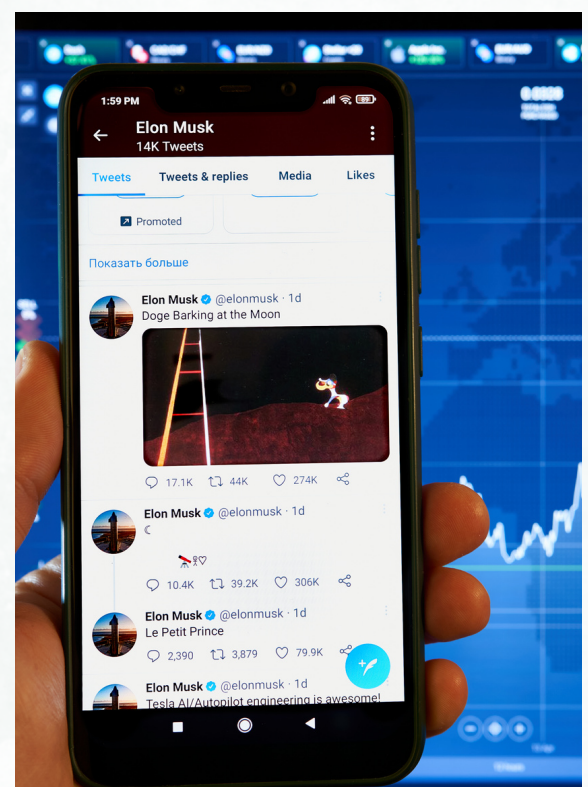 1:59 PM
89
Elon Musk
14K Tweets
Tweets Tweets & replies Media Likes
Promoted
Показать больше
Elon Musk @elonmusk · 1d
Doge Barking at the Moon
17.1K 44K 274K
Elon Musk @elonmusk · 1d
10.4K 39.2K 306K
Elon Musk @elonmusk · 1d
Le Petit Prince
2,390 3,879 79.9K
Elon Musk @elonmusk · 1d
Tesla AI/Autopilot engineering is awesome!